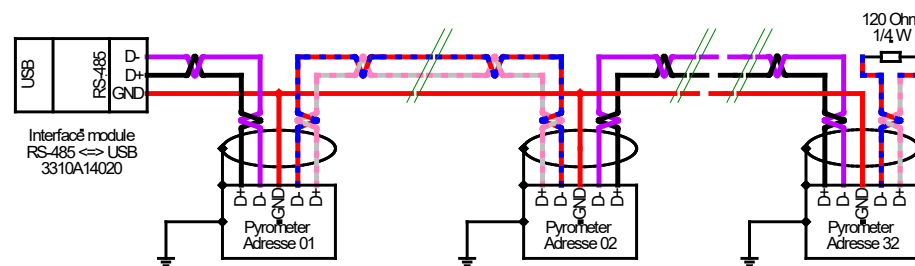 120 Ohm
1/4 W
USB
RS-485
D-
D+
GND
Interface module
RS-485 <=> USB
3310A14020
D+
D-
GND
D-
D+
Pyrometer
Adresse 01
D+
D-
GND
D-
D+
Pyrometer
Adresse 02
D+
D-
GND
D-
D+
Pyrometer
Adresse 32